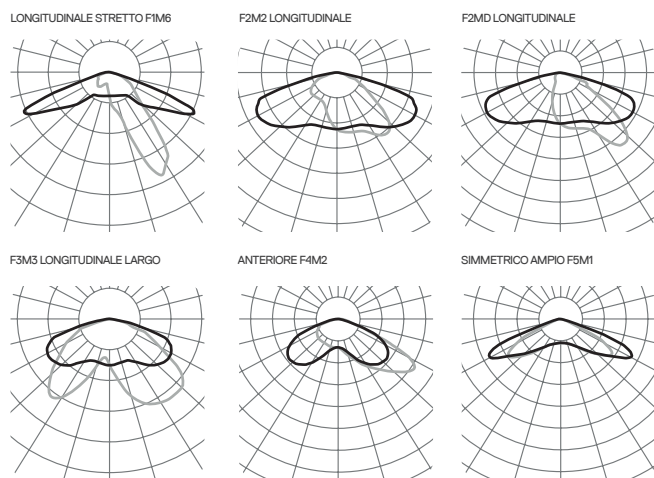 LONGITUDINALE STRETTO F1M6
F2M2 LONGITUDINALE
F2MD LONGITUDINALE
F3M3 LONGITUDINALE LARGO
ANTERIORE F4M2
SIMMETRICO AMPIO F5M1